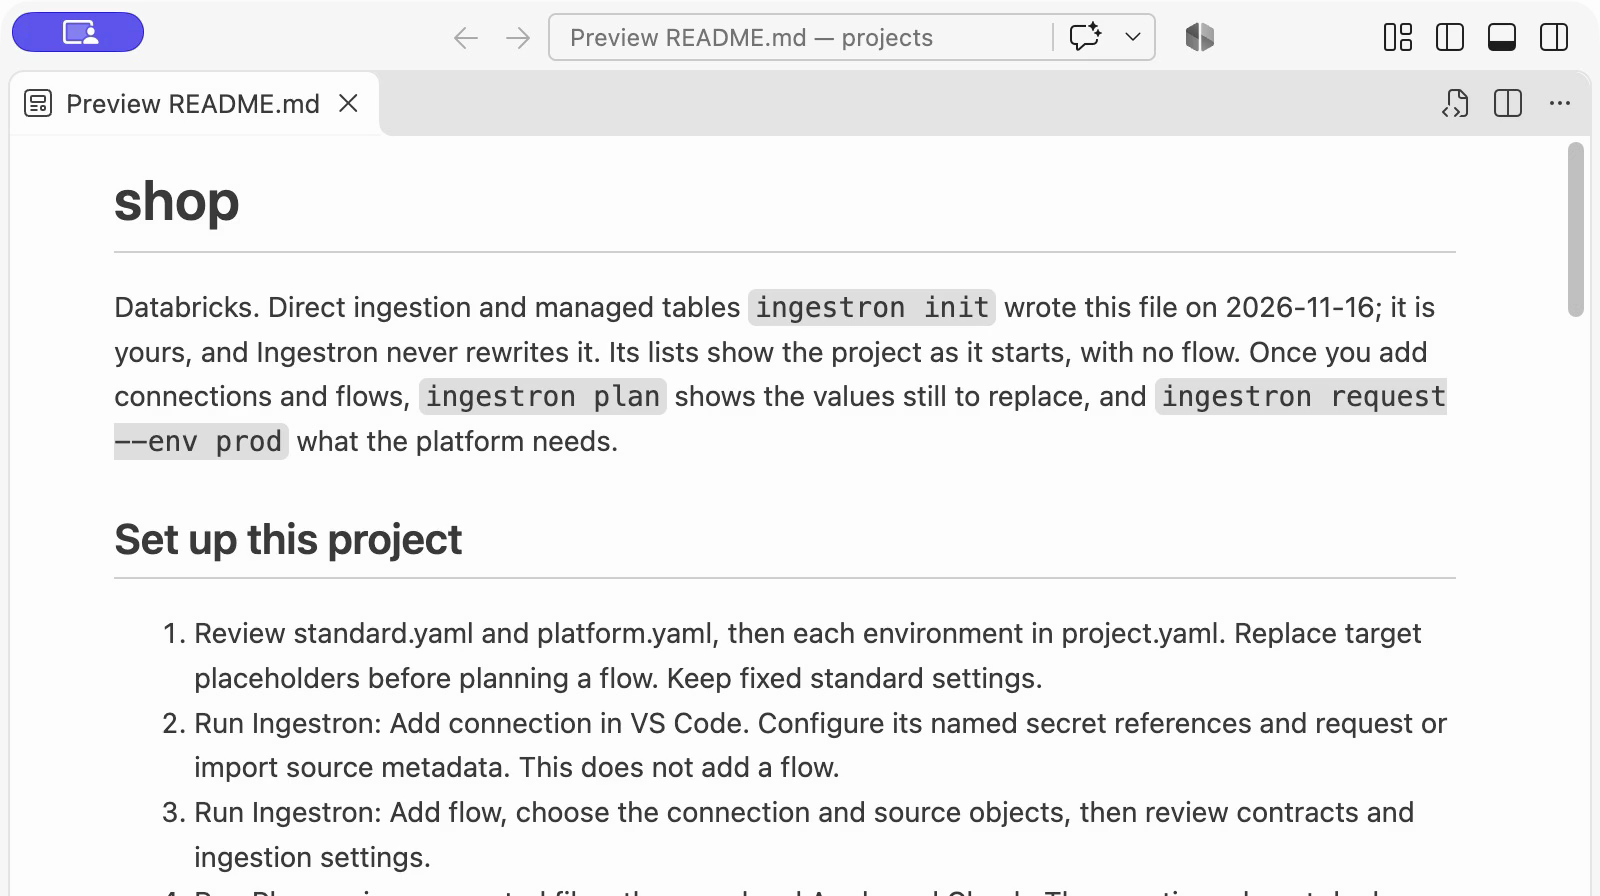 Preview README.md — projects
Preview README.md
shop
Databricks. Direct ingestion and managed tables ingestron init wrote this file on 2026-11-16; it is
yours, and Ingestron never rewrites it. Its lists show the project as it starts, with no flow. Once you add
connections and flows, ingestron plan shows the values still to replace, and ingestron request
--env prod what the platform needs.
Set up this project
1. Review standard.yaml and platform.yaml, then each environment in project.yaml. Replace target
placeholders before planning a flow. Keep fixed standard settings.
2. Run Ingestron: Add connection in VS Code. Configure its named secret references and request or
import source metadata. This does not add a flow.
3. Run Ingestron: Add flow, choose the connection and source objects, then review contracts and
ingestion settings.